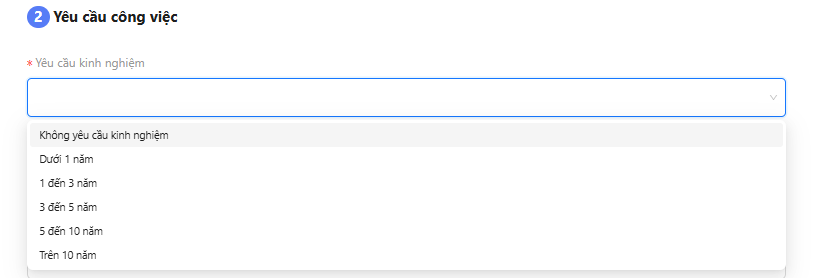 2 Yêu cầu công việc
* Yêu cầu kinh nghiệm
Không yêu cầu kinh nghiệm
Dưới 1 năm
1 đến 3 năm
3 đến 5 năm
5 đến 10 năm
Trên 10 năm